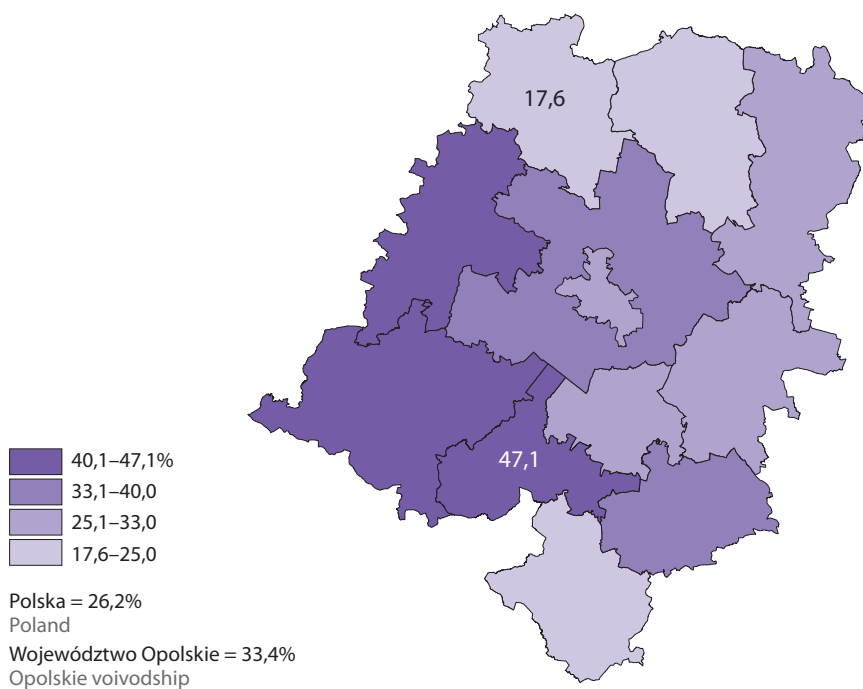 17,6
47,1
40,1–47,1%
33,1–40,0
25,1–33,0
17,6–25,0
Polska = 26,2%
Poland
Województwo Opolskie = 33,4%
Opolskie voivodship